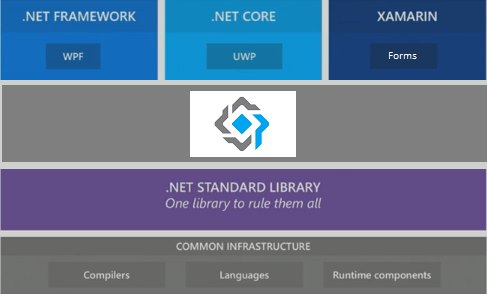 .NET FRAMEWORK
.NET CORE
XAMARIN
WPF
UWP
Forms
.NET STANDARD LIBRARY
One library to rule them all
COMMON INFRASTRUCTURE
Compilers
Languages
Runtime components